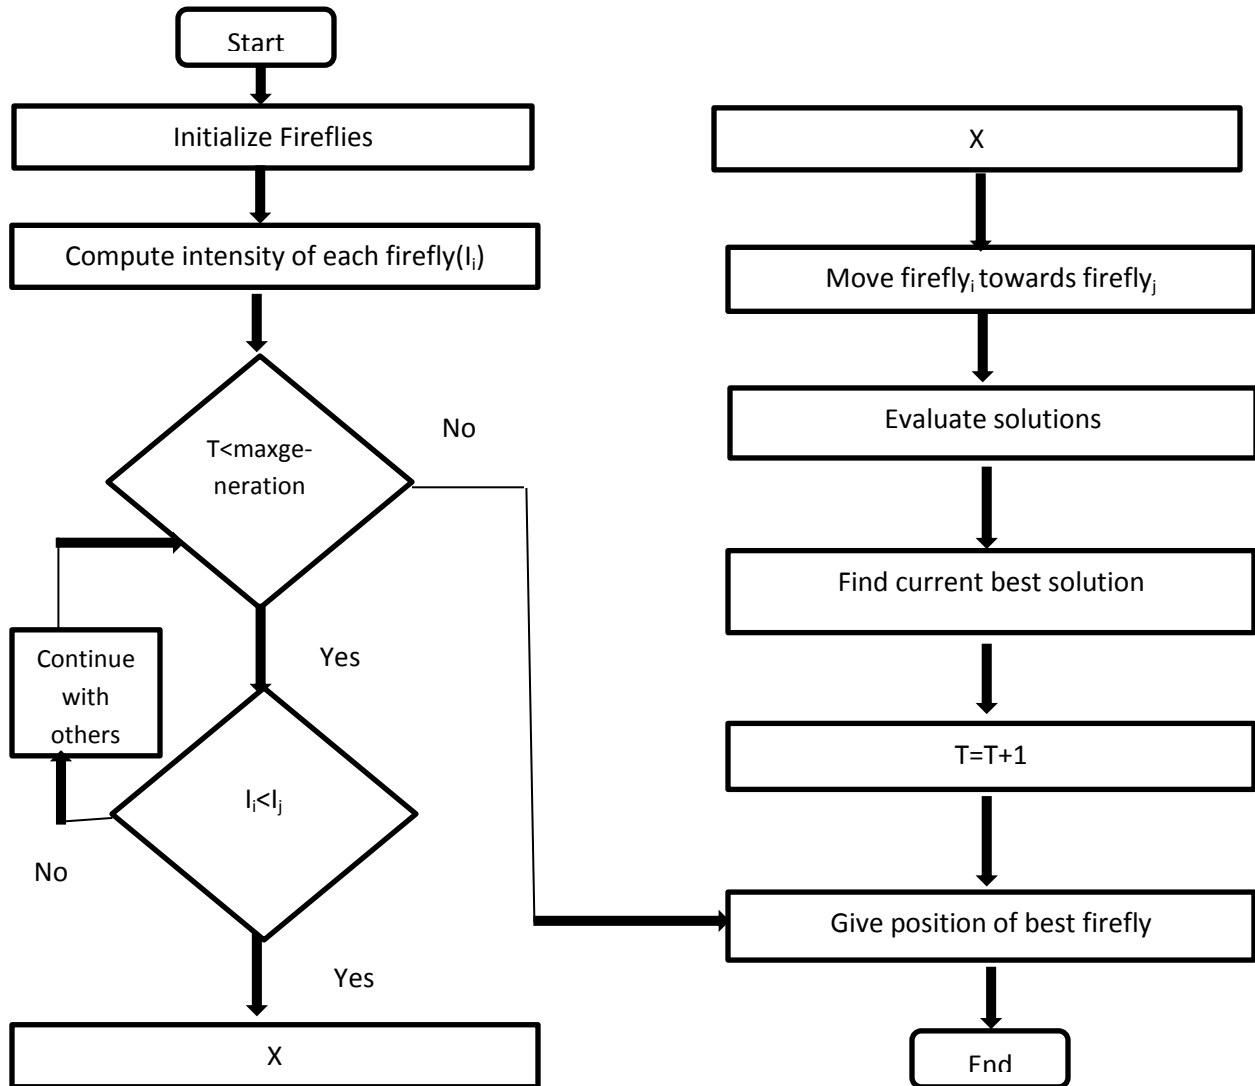 Start
Initialize Fireflies
Compute intensity of each firefly(Iᵢ)
T<maxge-
neration
No
Yes
Continue
with
others
Iᵢ<Iⱼ
No
Yes
X
X
Move fireflyᵢ towards fireflyⱼ
Evaluate solutions
Find current best solution
T=T+1
Give position of best firefly
End